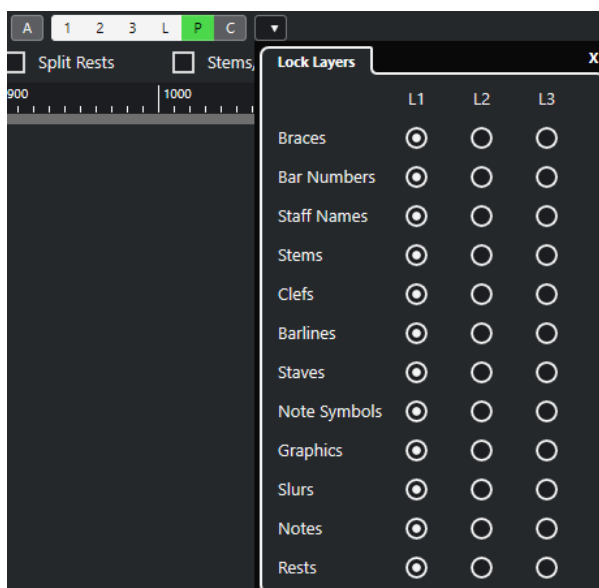 A 1 2 3 L P C
Split Rests Stems/
900 1000
Lock Layers X
L1 L2 L3
Braces
Bar Numbers
Staff Names
Stems
Clefs
Barlines
Staves
Note Symbols
Graphics
Slurs
Notes
Rests